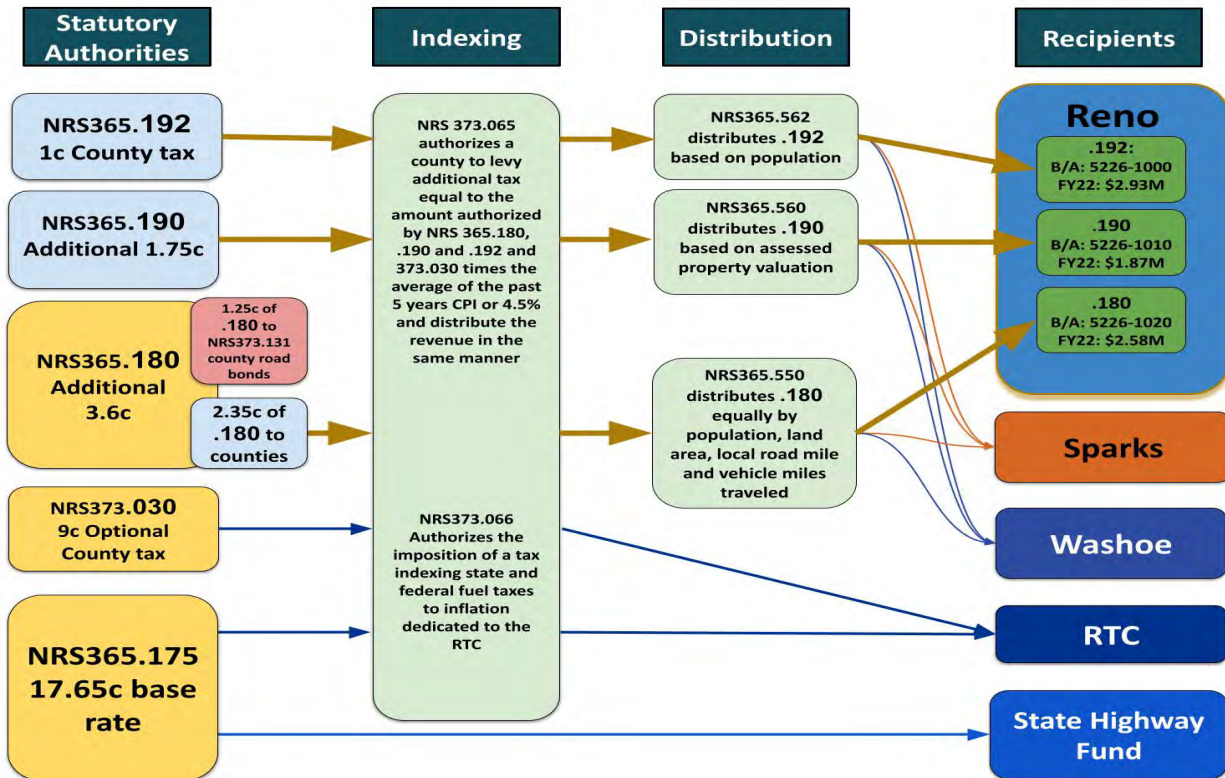 Statutory
Authorities
Indexing
Distribution
Recipients
NRS365.192
1c County tax
NRS365.190
Additional 1.75c
NRS365.180
Additional
3.6c
1.25c of
.180 to
NRS373.131
county road
bonds
2.35c of
.180 to
counties
NRS373.030
9c Optional
County tax
NRS365.175
17.65c base
rate
NRS 373.065
authorizes a
county to levy
additional tax
equal to the
amount authorized
by NRS 365.180,
.190 and .192 and
373.030 times the
average of the past
5 years CPI or 4.5%
and distribute the
revenue in the
same manner
NRS373.066
Authorizes the
imposition of a tax
indexing state and
federal fuel taxes
to inflation
dedicated to the
RTC
NRS365.562
distributes .192
based on population
NRS365.560
distributes .190
based on assessed
property valuation
NRS365.550
distributes .180
equally by
population, land
area, local road mile
and vehicle miles
traveled
Reno
.192:
B/A: 5226-1000
FY22: $2.93M
.190
B/A: 5226-1010
FY22: $1.87M
.180
B/A: 5226-1020
FY22: $2.58M
Sparks
Washoe
RTC
State Highway
Fund